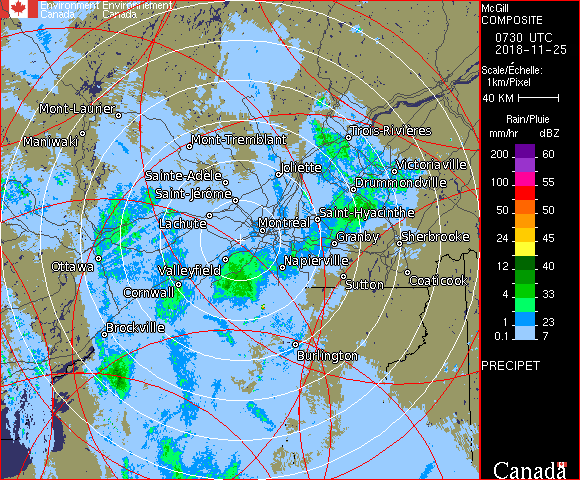 Environment Environnement
Canada Canada
McGill
COMPOSITE
0730 UTC
2018-11-25
Scale/Échelle:
1km/Pixel
40 KM
Rain/Pluie
mm/hr dBZ
200 60
100 55
50 50
24 45
12 40
4 33
1 23
0.1 7
PRECIPET
Canada
Mont-Laurier
Maniwaki
Mont-Tremblant
Trois-Rivières
Joliette
Victoriaville
Sainte-Adèle
Drummondville
Saint-Jérôme
Saint-Hyacinthe
Lachute
Montréal
Granby
Sherbrooke
Ottawa
Valleyfield
Napierville
Cornwall
Sutton
Coaticook
Brockville
Burlington